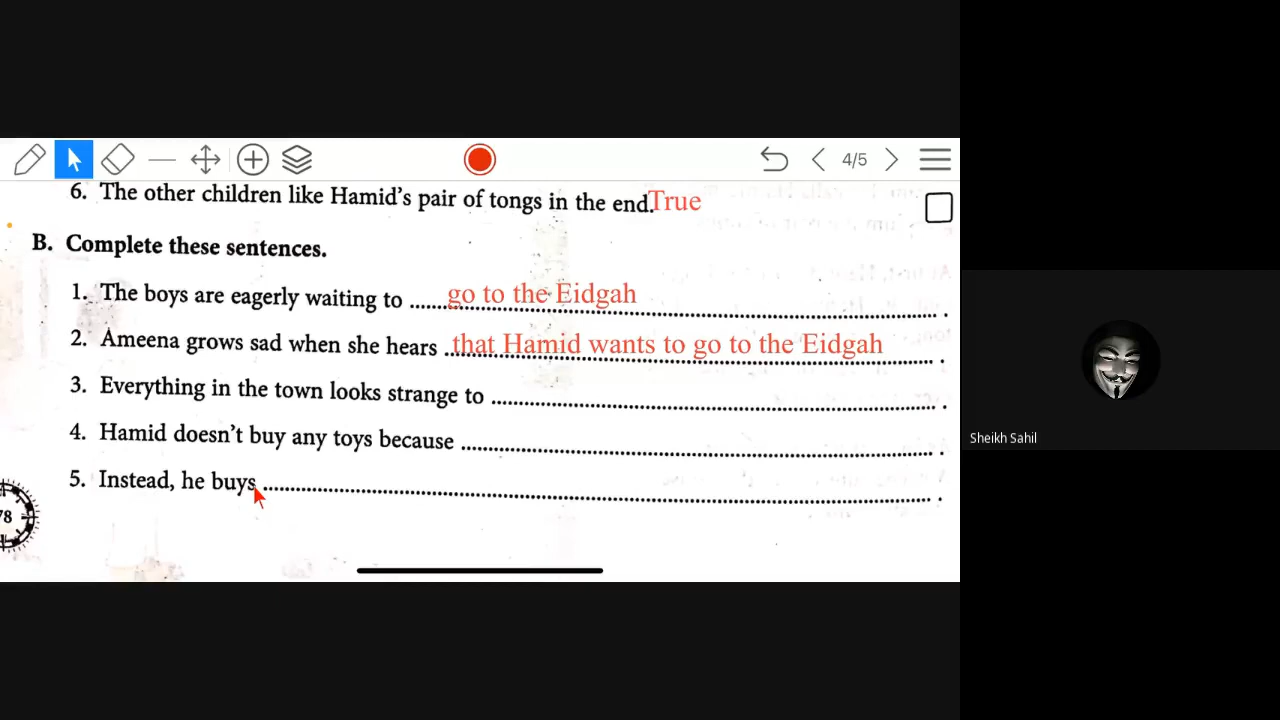 4/5
6. The other children like Hamid's pair of tongs in the end. True
B. Complete these sentences.
1. The boys are eagerly waiting to ...... go to the Eidgah .
2. Ameena grows sad when she hears ... that Hamid wants to go to the Eidgah .
3. Everything in the town looks strange to ...... .
4. Hamid doesn't buy any toys because ...... .
5. Instead, he buys ...... .
78
Sheikh Sahil